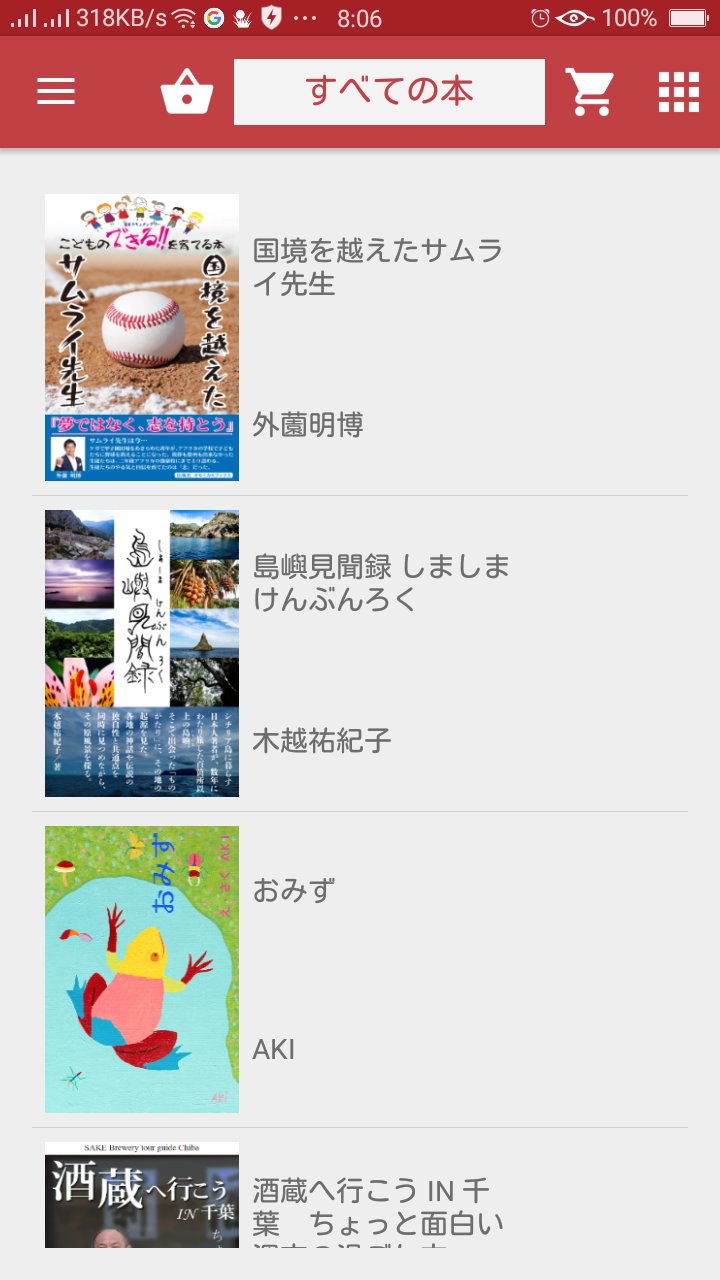 318KB/s
8:06
100%
すべての本
こどものできる!!を育てる本
国境を越えた
サムライ先生
『夢ではなく、志を持とう』
サムライ先生は今…
国境を越えたサムラ
イ先生
外薗明博
島嶼見聞録
しましま
けんぶんろく
シチリア島に暮らす
日本人著者が、数年に
わたり旅した百箇所以
上の島嶼。
そこで出会った「もの
がたり」に、その地の
起源を見た。
各地の神話や伝説の
独自性と共通点を
同時に見つめながら、
その原風景を探る。
木越祐紀子/著
島嶼見聞録 しましま
けんぶんろく
木越祐紀子
おみず
え・さく AKI
AKi
おみず
AKI
SAKE Brewery tour guide Chiba
酒蔵へ行こう
IN 千葉
酒蔵へ行こう IN 千
葉　ちょっと面白い